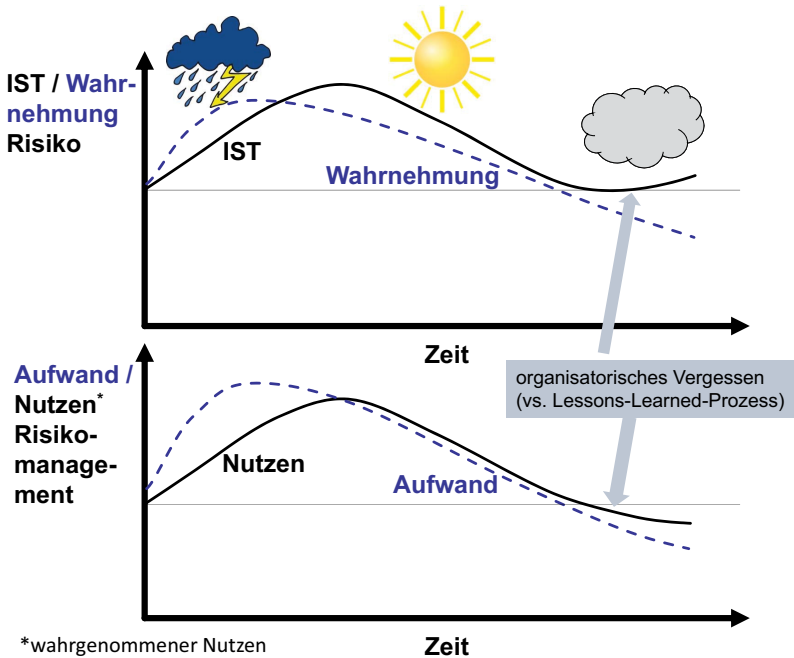 IST / Wahr-
nehmung
Risiko
IST
Wahrnehmung
Zeit
organisatorisches Vergessen
(vs. Lessons-Learned-Prozess)
Aufwand /
Nutzen*
Risiko-
manage-
ment
Nutzen
Aufwand
*wahrgenommener Nutzen
Zeit